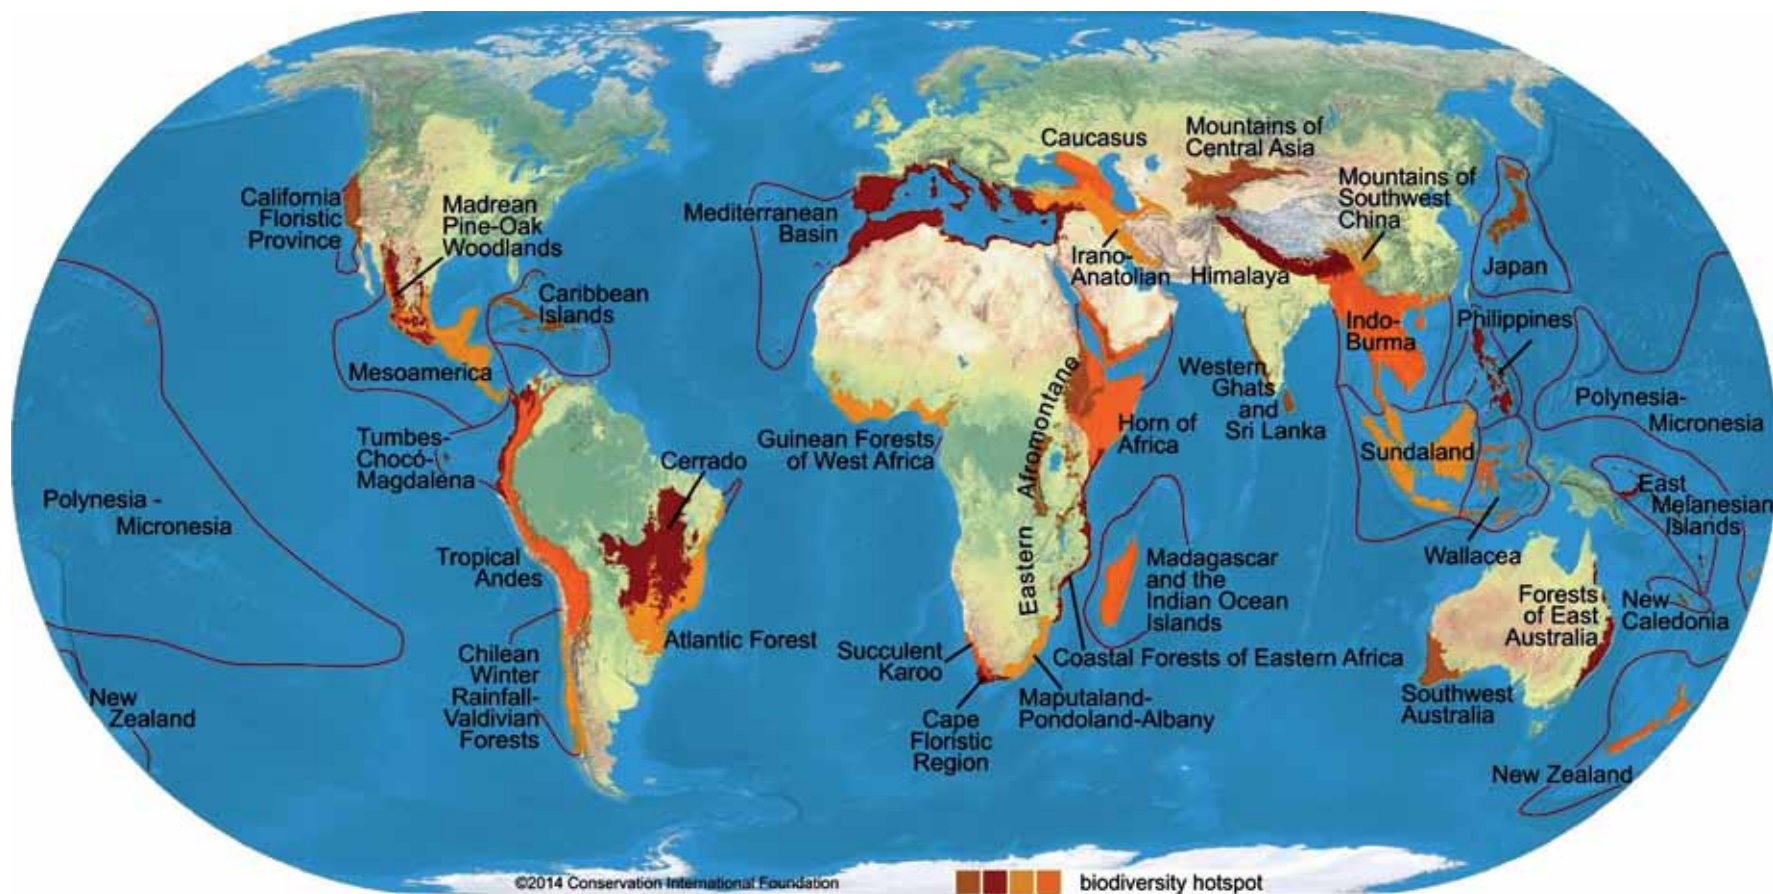 Caucasus
Mountains of
Central Asia
Mountains of
Southwest
China
California
Floristic
Province
Madrean
Pine-Oak
Woodlands
Mediterranean
Basin
Irano-
Anatolian
Himalaya
Japan
Caribbean
Islands
Indo-
Burma
Philippines
Mesoamerica
Western
Ghats
and
Sri Lanka
Polynesia-
Micronesia
Tumbes-
Chocó-
Magdalena
Guinean Forests
of West Africa
Horn of
Africa
Eastern Afromontane
Cerrado
Sundaland
Polynesia -
Micronesia
East
Melanesian
Islands
Tropical
Andes
Madagascar
and the
Indian Ocean
Islands
Wallacea
Forests
of East
Australia
New
Caledonia
Atlantic Forest
Succulent
Karoo
Coastal Forests of Eastern Africa
Chilean
Winter
Rainfall-
Valdivian
Forests
Maputaland-
Pondoland-Albany
Southwest
Australia
New
Zealand
Cape
Floristic
Region
New Zealand
©2014 Conservation International Foundation
biodiversity hotspot